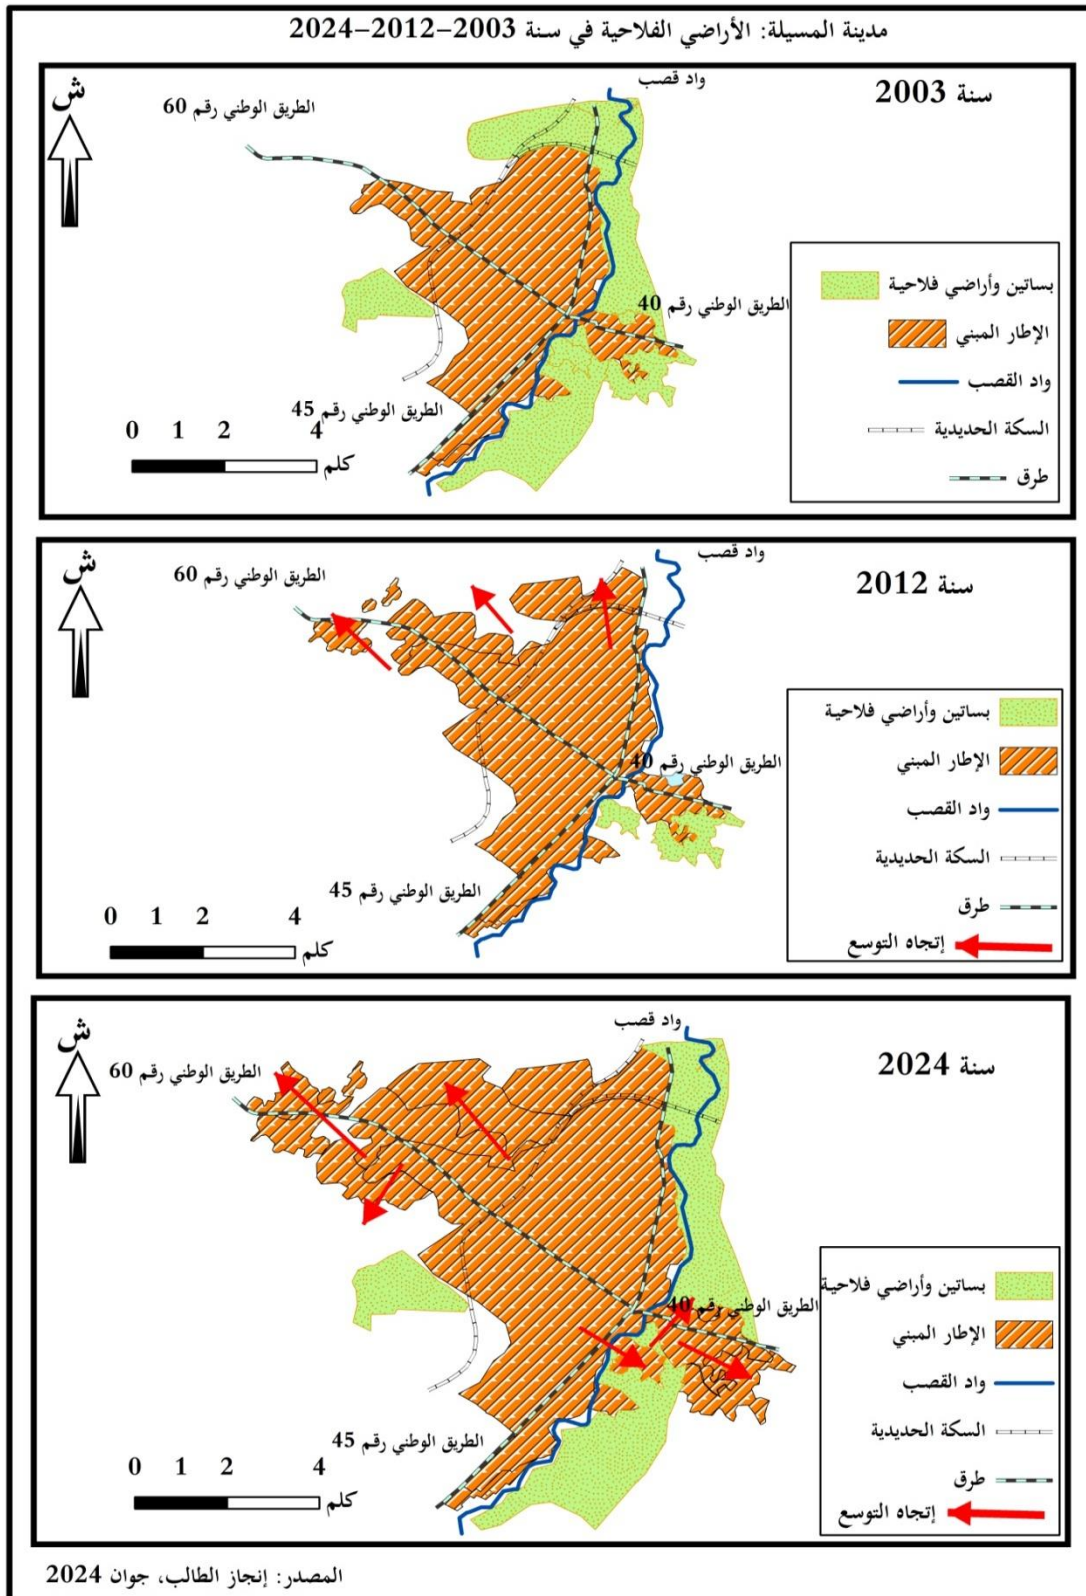 مدينة المسيلة: الأراضي الفلاحية في سنة 2003-2012-2024
سنة 2003
واد قصب
ش
الطريق الوطني رقم 60
الطريق الوطني رقم 40
الطريق الوطني رقم 45
0 1 2 4
كلم
بساتين وأراضي فلاحية
الإطار المبني
واد القصب
السكة الحديدية
طرق
سنة 2012
واد قصب
ش
الطريق الوطني رقم 60
الطريق الوطني رقم 40
الطريق الوطني رقم 45
0 1 2 4
كلم
بساتين وأراضي فلاحية
الإطار المبني
واد القصب
السكة الحديدية
طرق
إتجاه التوسع
سنة 2024
واد قصب
ش
الطريق الوطني رقم 60
الطريق الوطني رقم 40
الطريق الوطني رقم 45
0 1 2 4
كلم
بساتين وأراضي فلاحية
الإطار المبني
واد القصب
السكة الحديدية
طرق
إتجاه التوسع
المصدر: إنجاز الطالب، جوان 2024